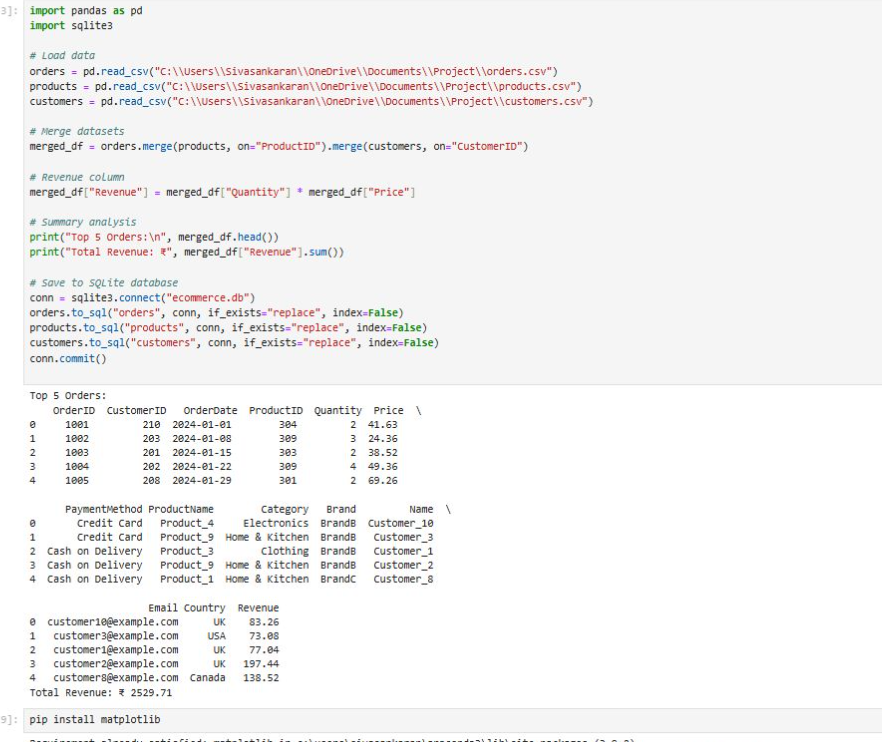 3]: import pandas as pd
import sqlite3
# Load data
orders = pd.read_csv("C:\\Users\\Sivasankaran\\OneDrive\\Documents\\Project\\orders.csv")
products = pd.read_csv("C:\\Users\\Sivasankaran\\OneDrive\\Documents\\Project\\products.csv")
customers = pd.read_csv("C:\\Users\\Sivasankaran\\OneDrive\\Documents\\Project\\customers.csv")
# Merge datasets
merged_df = orders.merge(products, on="ProductID").merge(customers, on="CustomerID")
# Revenue column
merged_df["Revenue"] = merged_df["Quantity"] * merged_df["Price"]
# Summary analysis
print("Top 5 Orders:\n", merged_df.head())
print("Total Revenue: ₹", merged_df["Revenue"].sum())
# Save to SQLite database
conn = sqlite3.connect("ecommerce.db")
orders.to_sql("orders", conn, if_exists="replace", index=False)
products.to_sql("products", conn, if_exists="replace", index=False)
customers.to_sql("customers", conn, if_exists="replace", index=False)
conn.commit()
Top 5 Orders:
OrderID CustomerID OrderDate ProductID Quantity Price \
0 1001 210 2024-01-01 304 2 41.63
1 1002 203 2024-01-08 309 3 24.36
2 1003 201 2024-01-15 303 2 38.52
3 1004 202 2024-01-22 309 4 49.36
4 1005 208 2024-01-29 301 2 69.26
PaymentMethod ProductName Category Brand Name \
0 Credit Card Product_4 Electronics BrandB Customer_10
1 Credit Card Product_9 Home & Kitchen BrandB Customer_3
2 Cash on Delivery Product_3 Clothing BrandB Customer_1
3 Cash on Delivery Product_9 Home & Kitchen BrandB Customer_2
4 Cash on Delivery Product_1 Home & Kitchen BrandC Customer_8
Email Country Revenue
0 customer10@example.com UK 83.26
1 customer3@example.com USA 73.08
2 customer1@example.com UK 77.04
3 customer2@example.com UK 197.44
4 customer8@example.com Canada 138.52
Total Revenue: ₹ 2529.71
9]: pip install matplotlib